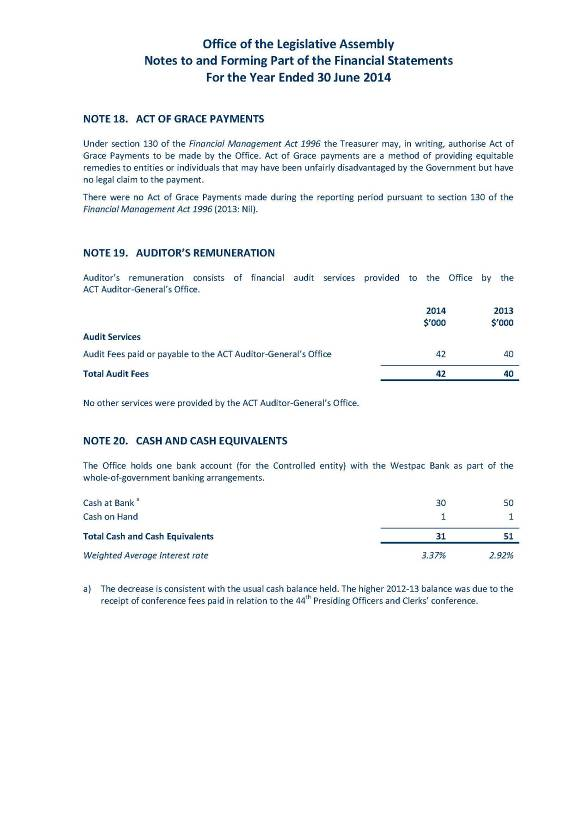 Office of the Legislative Assembly
Notes to and Forming Part of the Financial Statements
For the Year Ended 30 June 2014
NOTE 18. ACT OF GRACE PAYMENTS
Under section 130 of the Financial Management Act 1996 the Treasurer may, in writing, authorise Act of
Grace Payments to be made by the Office. Act of Grace payments are a method of providing equitable
remedies to entities or individuals that may have been unfairly disadvantaged by the Government but have
no legal claim to the payment.
There were no Act of Grace Payments made during the reporting period pursuant to section 130 of the
Financial Management Act 1996 (2013: Nil).
NOTE 19. AUDITOR'S REMUNERATION
Auditor's remuneration consists of financial audit services provided to the Office by the
ACT Auditor-General's Office.
2014 2013
$'000 $'000
Audit Services
Audit Fees paid or payable to the ACT Auditor-General's Office 42 40
Total Audit Fees 42 40
No other services were provided by the ACT Auditor-General's Office.
NOTE 20. CASH AND CASH EQUIVALENTS
The Office holds one bank account (for the Controlled entity) with the Westpac Bank as part of the
whole-of-government banking arrangements.
Cash at Bank a 30 50
Cash on Hand 1 1
Total Cash and Cash Equivalents 31 51
Weighted Average Interest rate 3.37% 2.92%
a) The decrease is consistent with the usual cash balance held. The higher 2012-13 balance was due to the
receipt of conference fees paid in relation to the 44th Presiding Officers and Clerks' conference.